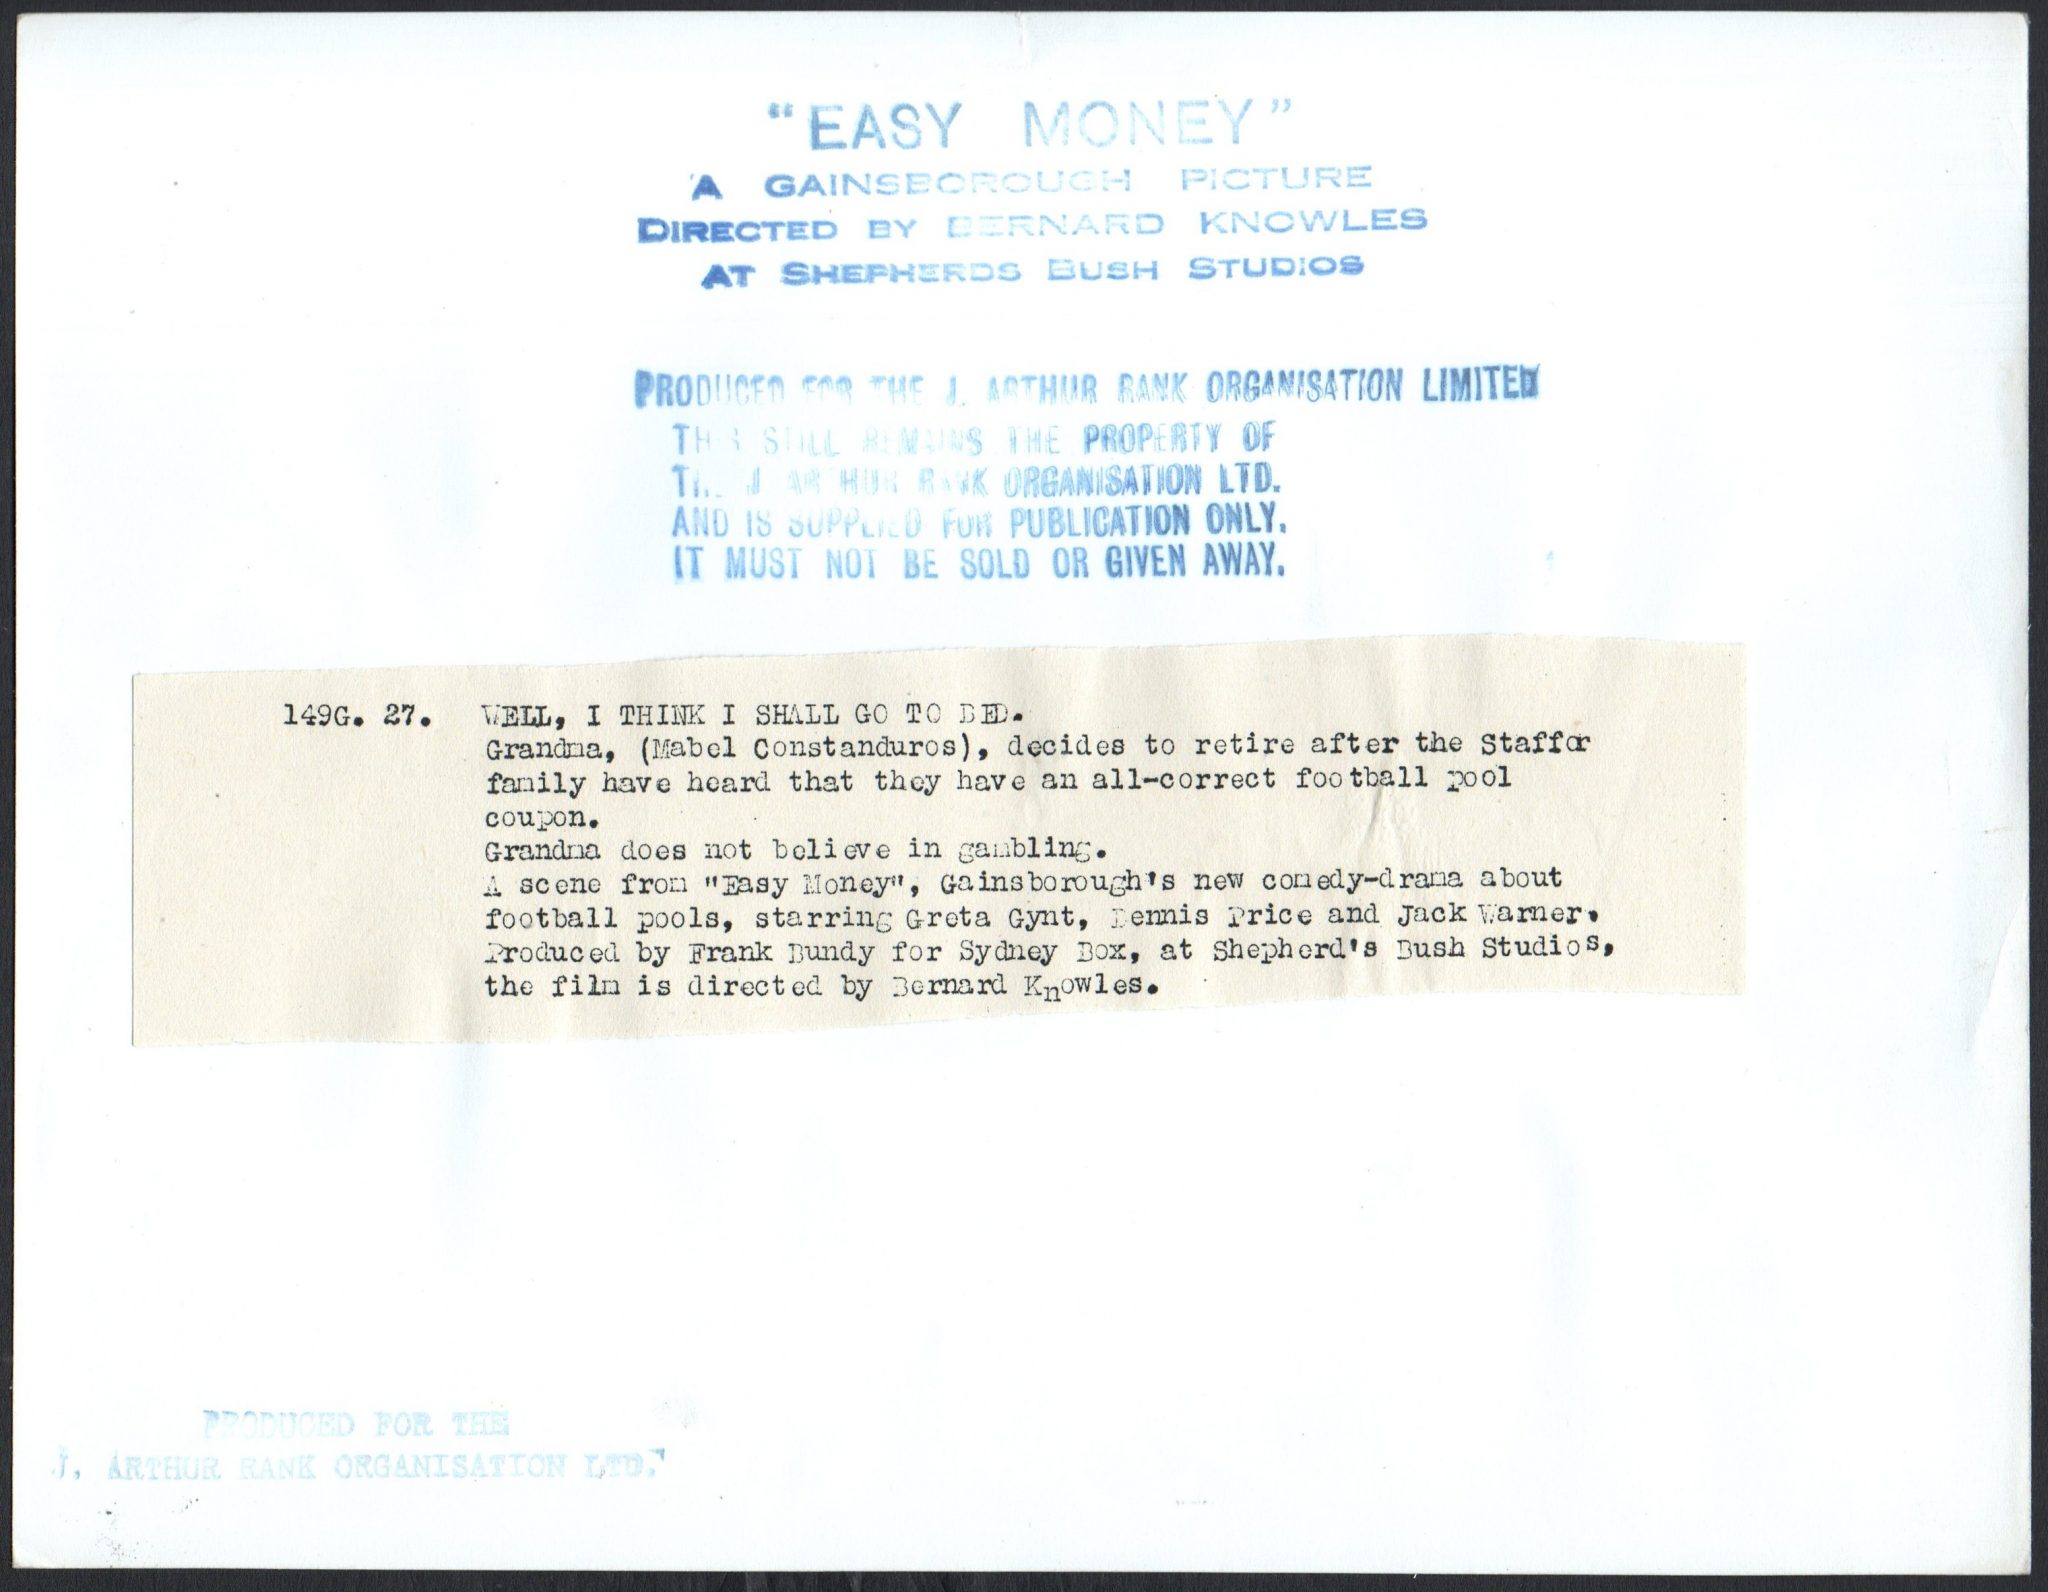 "EASY MONEY"
A GAINSBOROUGH PICTURE
DIRECTED BY BERNARD KNOWLES
AT SHEPHERDS BUSH STUDIOS
PRODUCED FOR THE J. ARTHUR RANK ORGANISATION LIMITED
THIS STILL REMAINS THE PROPERTY OF
THE J ARTHUR RANK ORGANISATION LTD.
AND IS SUPPLIED FOR PUBLICATION ONLY.
IT MUST NOT BE SOLD OR GIVEN AWAY.
149G. 27. WELL, I THINK I SHALL GO TO BED.
Grandma, (Mabel Constanduros), decides to retire after the Staffor
family have heard that they have an all-correct football pool
coupon.
Grandma does not believe in gambling.
A scene from "Easy Money", Gainsborough's new comedy-drama about
football pools, starring Greta Gynt, Dennis Price and Jack Warner.
Produced by Frank Bundy for Sydney Box, at Shepherd's Bush Studios,
the film is directed by Bernard Knowles.
PRODUCED FOR THE
J. ARTHUR RANK ORGANISATION LTD.